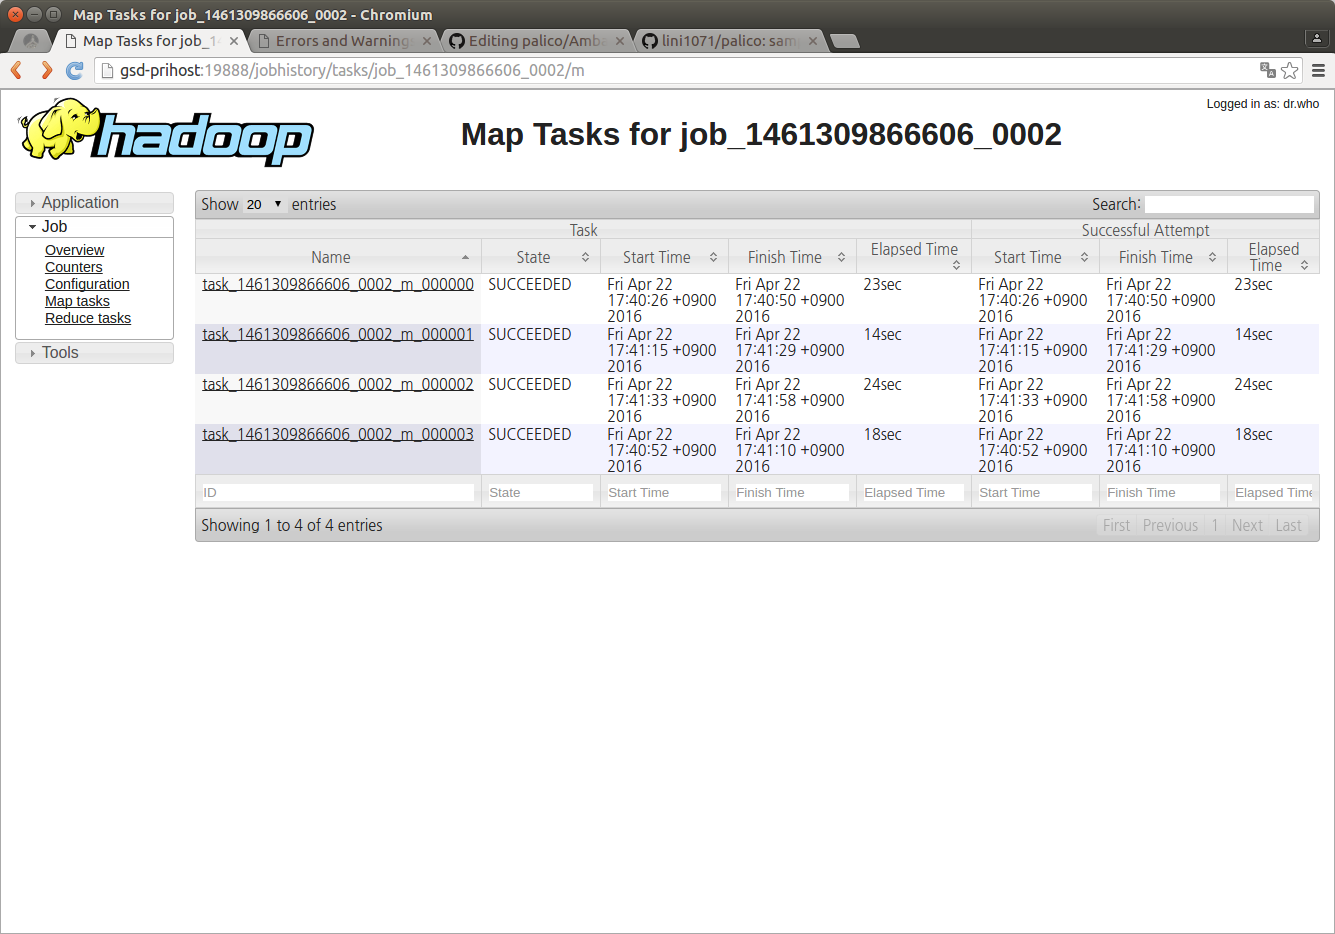 Map Tasks for job_1461309866606_0002 - Chromium
Map Tasks for job_1
Errors and Warning
Editing palico/Amb
lini1071/palico: sam
gsd-prihost:19888/jobhistory/tasks/job_1461309866606_0002/m
Logged in as: dr.who
hadoop
Map Tasks for job_1461309866606_0002
Application
Job
Overview
Counters
Configuration
Map tasks
Reduce tasks
Tools
Show 20 entries
Search:
Task Successful Attempt
Name State Start Time Finish Time Elapsed Time Start Time Finish Time Elapsed
Time
task_1461309866606_0002_m_000000 SUCCEEDED Fri Apr 22 Fri Apr 22 23sec Fri Apr 22 Fri Apr 22 23sec
17:40:26 +0900 17:40:50 +0900 17:40:26 +0900 17:40:50 +0900
2016 2016 2016 2016
task_1461309866606_0002_m_000001 SUCCEEDED Fri Apr 22 Fri Apr 22 14sec Fri Apr 22 Fri Apr 22 14sec
17:41:15 +0900 17:41:29 +0900 17:41:15 +0900 17:41:29 +0900
2016 2016 2016 2016
task_1461309866606_0002_m_000002 SUCCEEDED Fri Apr 22 Fri Apr 22 24sec Fri Apr 22 Fri Apr 22 24sec
17:41:33 +0900 17:41:58 +0900 17:41:33 +0900 17:41:58 +0900
2016 2016 2016 2016
task_1461309866606_0002_m_000003 SUCCEEDED Fri Apr 22 Fri Apr 22 18sec Fri Apr 22 Fri Apr 22 18sec
17:40:52 +0900 17:41:10 +0900 17:40:52 +0900 17:41:10 +0900
2016 2016 2016 2016
ID State Start Time Finish Time Elapsed Time Start Time Finish Time Elapsed Time
Showing 1 to 4 of 4 entries
First Previous 1 Next Last